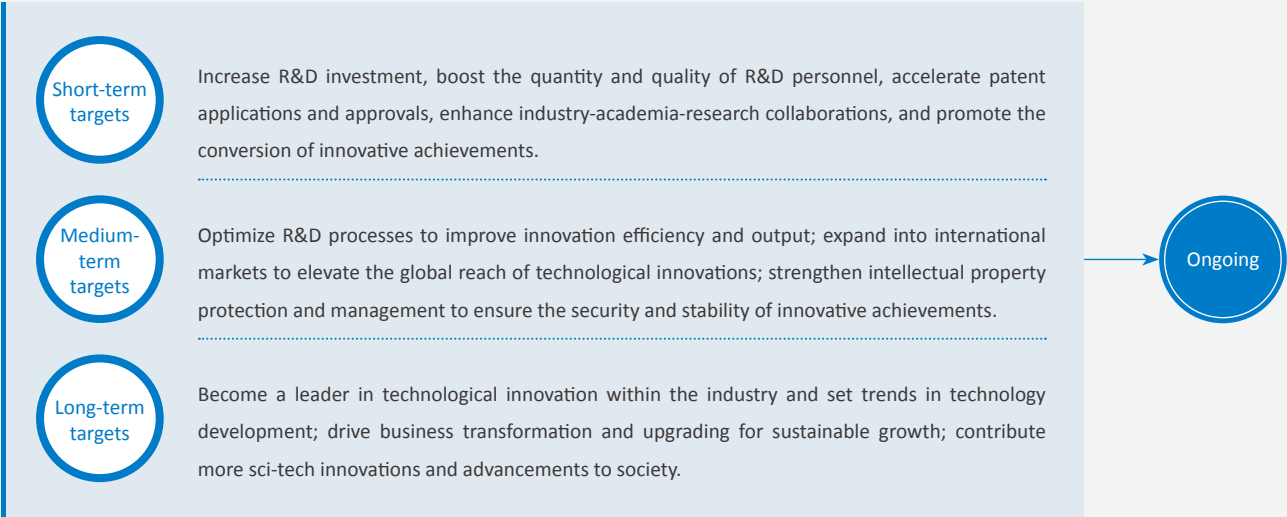 Short-term
targets
Increase R&D investment, boost the quantity and quality of R&D personnel, accelerate patent
applications and approvals, enhance industry-academia-research collaborations, and promote the
conversion of innovative achievements.
Medium-
term
targets
Optimize R&D processes to improve innovation efficiency and output; expand into international
markets to elevate the global reach of technological innovations; strengthen intellectual property
protection and management to ensure the security and stability of innovative achievements.
Long-term
targets
Become a leader in technological innovation within the industry and set trends in technology
development; drive business transformation and upgrading for sustainable growth; contribute
more sci-tech innovations and advancements to society.
Ongoing